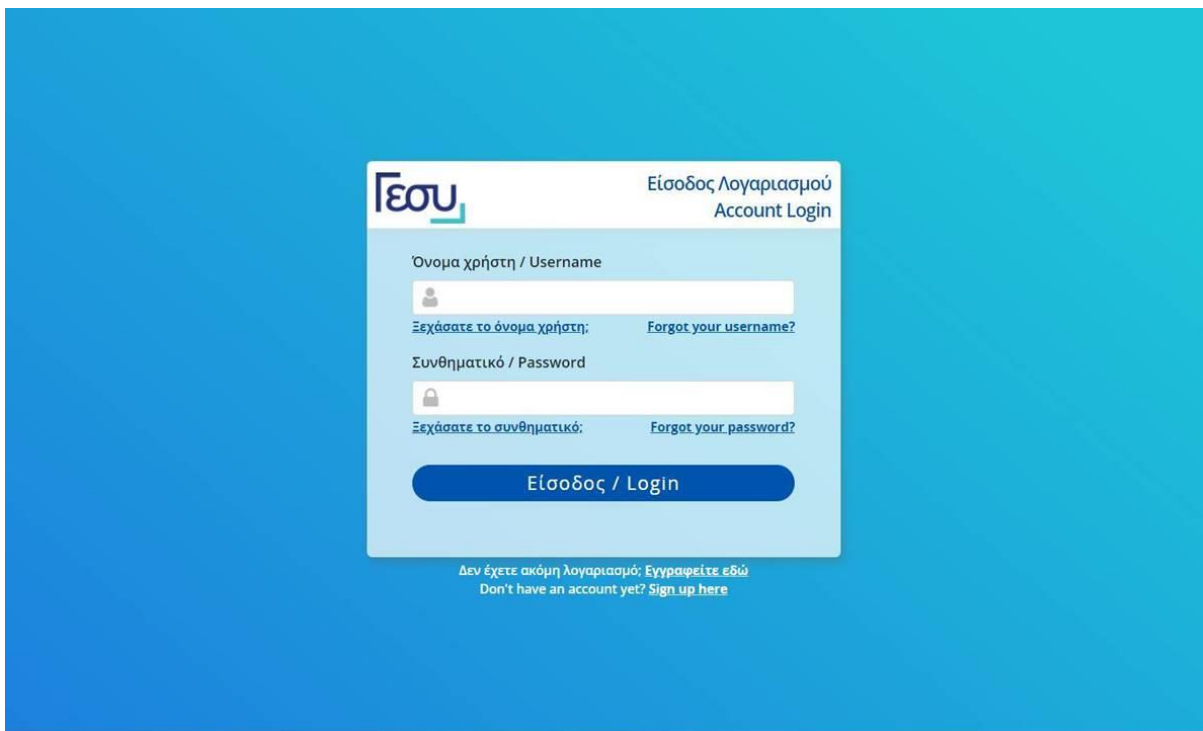 Γεσυ
Είσοδος Λογαριασμού
Account Login
Όνομα χρήστη / Username
Ξεχάσατε το όνομα χρήστη; Forgot your username?
Συνθηματικό / Password
Ξεχάσατε το συνθηματικό; Forgot your password?
Είσοδος / Login
Δεν έχετε ακόμη λογαριασμό; Εγγραφείτε εδώ
Don't have an account yet? Sign up here